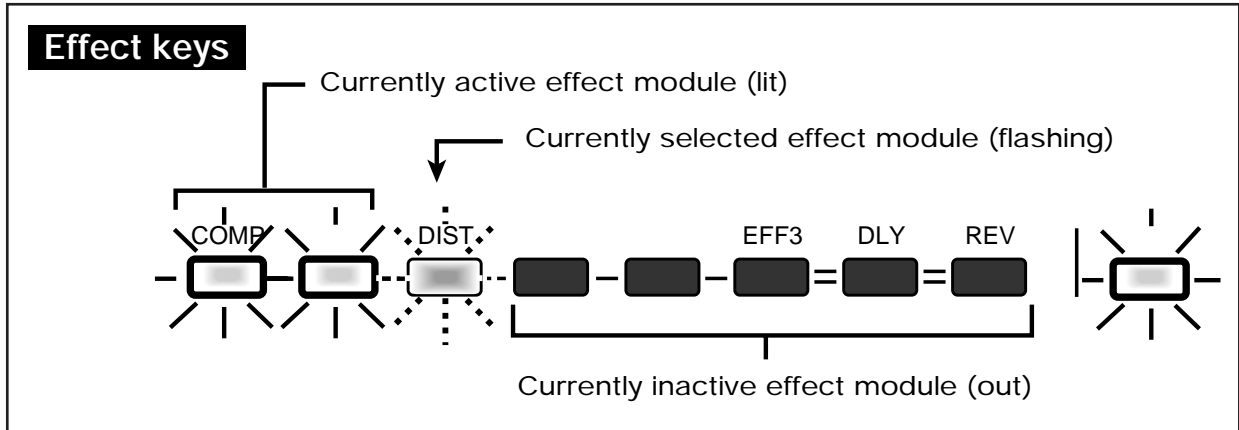 Effect keys
Currently active effect module (lit)
Currently selected effect module (flashing)
COMP DIST EFF3 DLY REV
Currently inactive effect module (out)